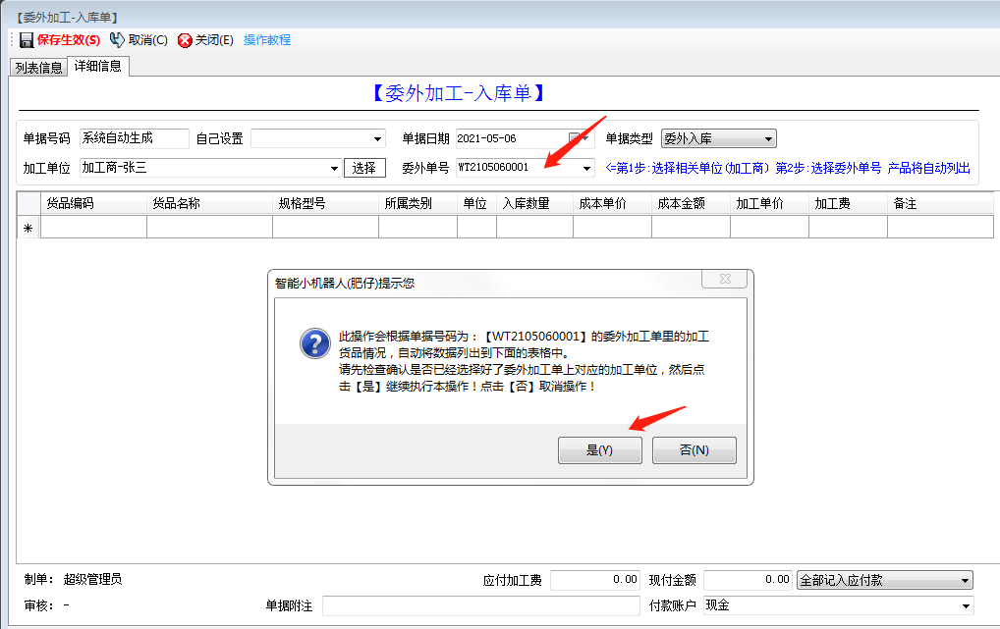 【委外加工-入库单】
保存生效(S) 取消(C) 关闭(E) 操作教程
列表信息 详细信息
【委外加工-入库单】
单据号码 系统自动生成 自己设置 单据日期 2021-05-06 单据类型 委外入库
加工单位 加工商-张三 选择 委外单号 WT2105060001 <=第1步:选择相关单位(加工商) 第2步:选择委外单号 产品将自动列出
货品编码 货品名称 规格型号 所属类别 单位 入库数量 成本单价 成本金额 加工单价 加工费 备注
*
智能小机器人(肥仔)提示您
此操作会根据单据号码为：【WT2105060001】的委外加工单里的加工
货品情况，自动将数据列出到下面的表格中。
请先检查确认是否已经选择好了委外加工单上对应的加工单位，然后点
击【是】继续执行本操作！点击【否】取消操作！
是(Y) 否(N)
制单： 超级管理员 应付加工费 0.00 现付金额 0.00 全部记入应付款
审核： - 单据附注 付款账户 现金